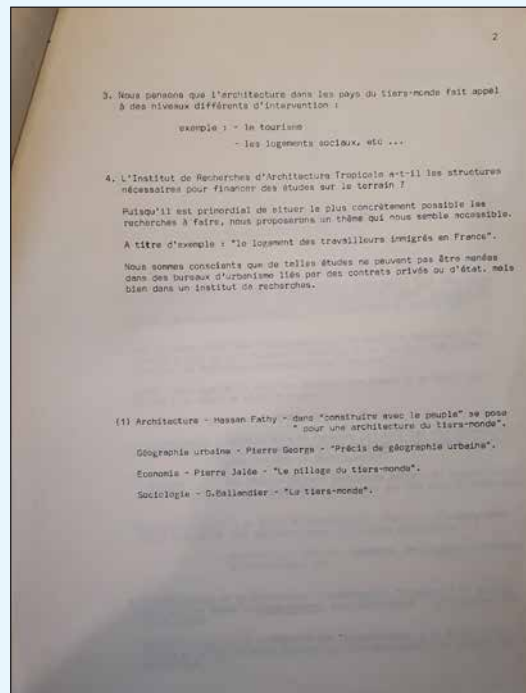 2
3. Nous pensons que l'architecture dans les pays du tiers-monde fait appel
à des niveaux différents d'intervention :
exemple : - le tourisme
- les logements sociaux, etc ...
4. L'Institut de Recherches d'Architecture Tropicale a-t-il les structures
nécessaires pour financer des études sur le terrain ?
Puisqu'il est primordial de situer le plus concrètement possible les
recherches à faire, nous proposerons un thème qui nous semble accessible.
A titre d'exemple : "le logement des travailleurs immigrés en France".
Nous sommes conscients que de telles études ne peuvent pas être menées
dans des bureaux d'urbanisme liés par des contrats privés ou d'état, mais
bien dans un institut de recherches.
(1) Architecture - Hassan Fathy - dans "construire avec le peuple" se pose
" pour une architecture du tiers-monde".
Géographie urbaine - Pierre George - "Précis de géographie urbaine".
Economie - Pierre Jalée - "Le pillage du tiers-monde".
Sociologie - G.Ballandier - "Le tiers-monde".